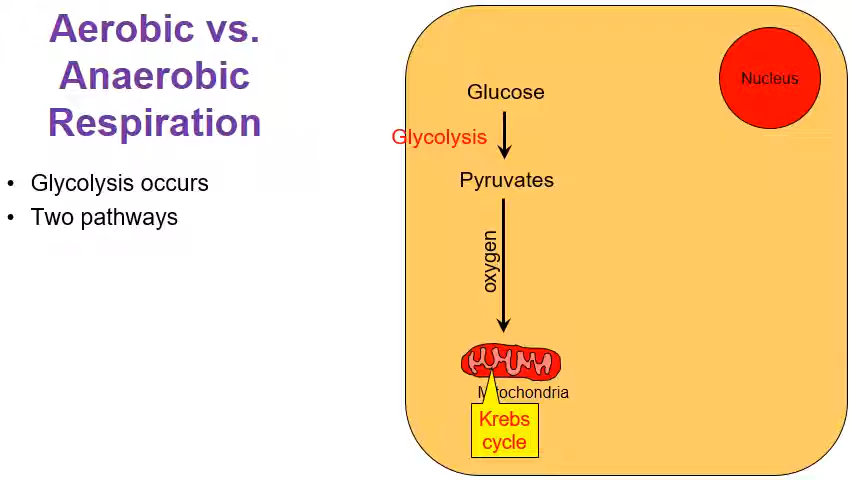 Aerobic vs.
Anaerobic
Respiration
• Glycolysis occurs
• Two pathways
Nucleus
Glucose
Glycolysis
Pyruvates
oxygen
Mitochondria
Krebs
cycle